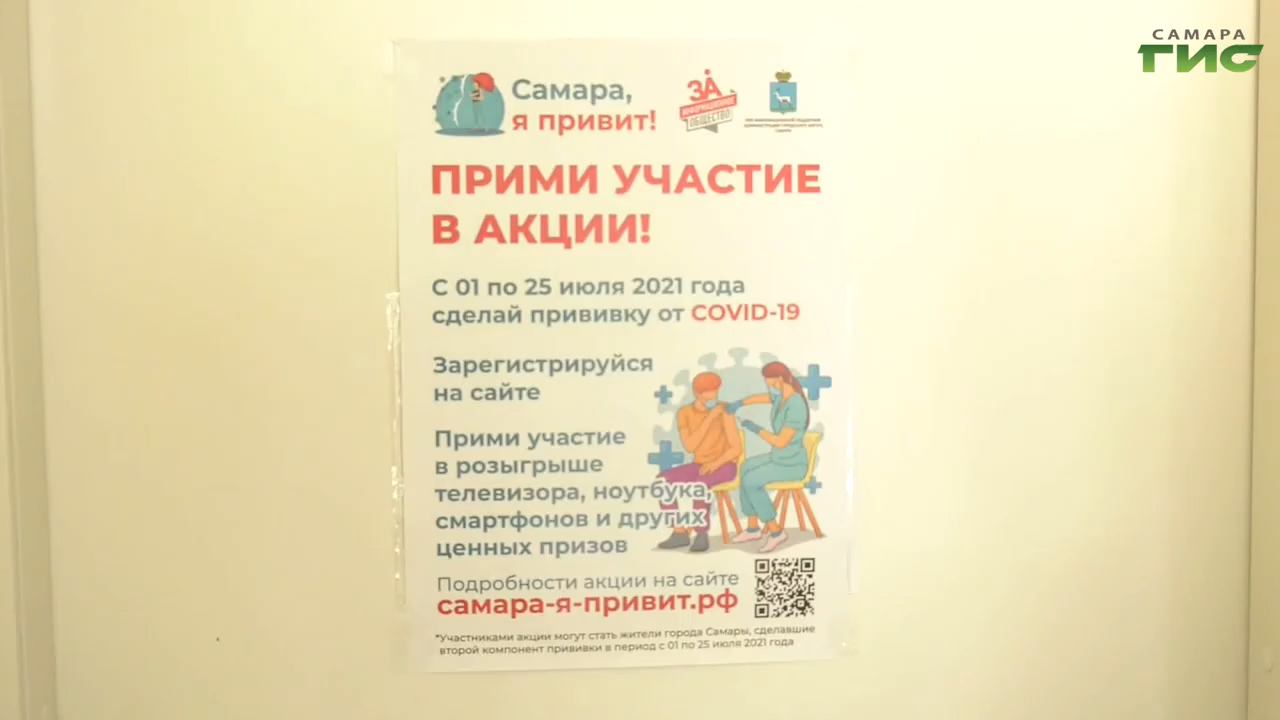 САМАРА
ГИС
Самара,
я привит!
ЗА
ИНФОРМАЦИОННОЕ
ОБЩЕСТВО
ПРИМИ УЧАСТИЕ
В АКЦИИ!
С 01 по 25 июля 2021 года
сделай прививку от COVID-19
Зарегистрируйся
на сайте
Прими участие
в розыгрыше
телевизора, ноутбука,
смартфонов и других
ценных призов
Подробности акции на сайте
самара-я-привит.рф
*Участниками акции могут стать жители города Самары, сделавшие
второй компонент прививки в период с 01 по 25 июля 2021 года